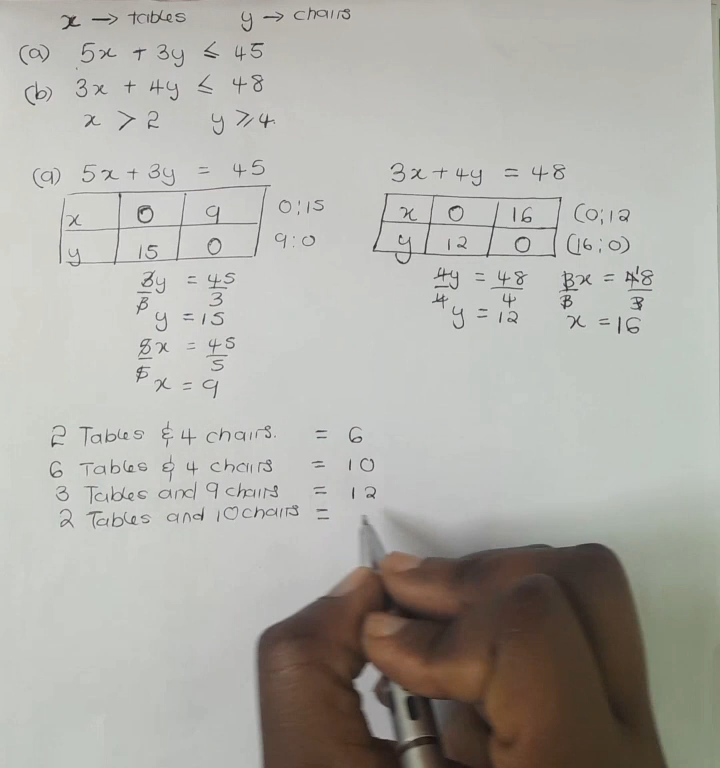 x → tables y → chairs
(a) 5x + 3y ≤ 45
(b) 3x + 4y ≤ 48
x > 2 y ⩾ 4.
(a) 5x + 3y = 45
x 0 9 0;15
y 15 0 9:0
3y/3 = 45/3
y = 15
5x/5 = 45/5
x = 9
3x + 4y = 48
x 0 16 (0;12
y 12 0 (16;0)
4y/4 = 48/4 3x/3 = 48/3
y = 12 x = 16
2 Tables & 4 chairs. = 6
6 Tables & 4 chairs = 10
3 Tables and 9 chairs = 12
2 Tables and 10 chairs =